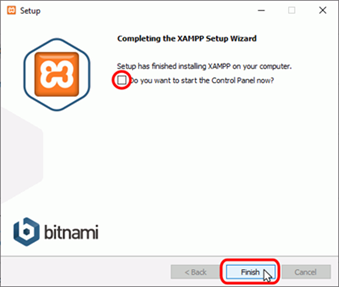 Setup
Completing the XAMPP Setup Wizard
Setup has finished installing XAMPP on your computer.
Do you want to start the Control Panel now?
bitnami
< Back
Finish
Cancel